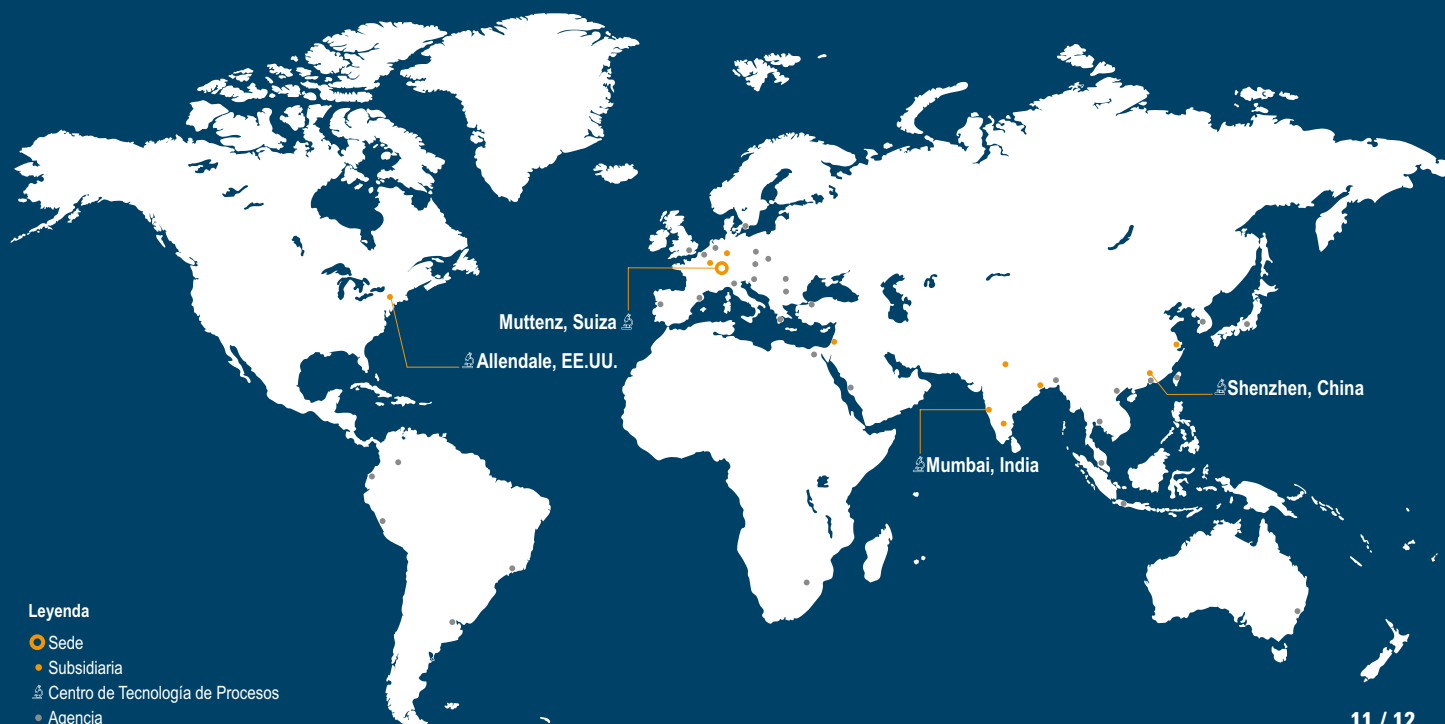 Muttenz, Suiza
Allendale, EE.UU.
Shenzhen, China
Mumbai, India
Leyenda
Sede
Subsidiaria
Centro de Tecnología de Procesos
Agencia
11 / 12